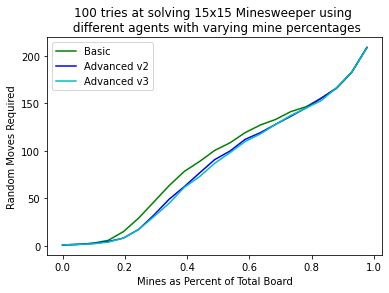 100 tries at solving 15x15 Minesweeper using
different agents with varying mine percentages
Basic
Advanced v2
Advanced v3
Random Moves Required
200
150
100
50
0
0.0 0.2 0.4 0.6 0.8 1.0
Mines as Percent of Total Board